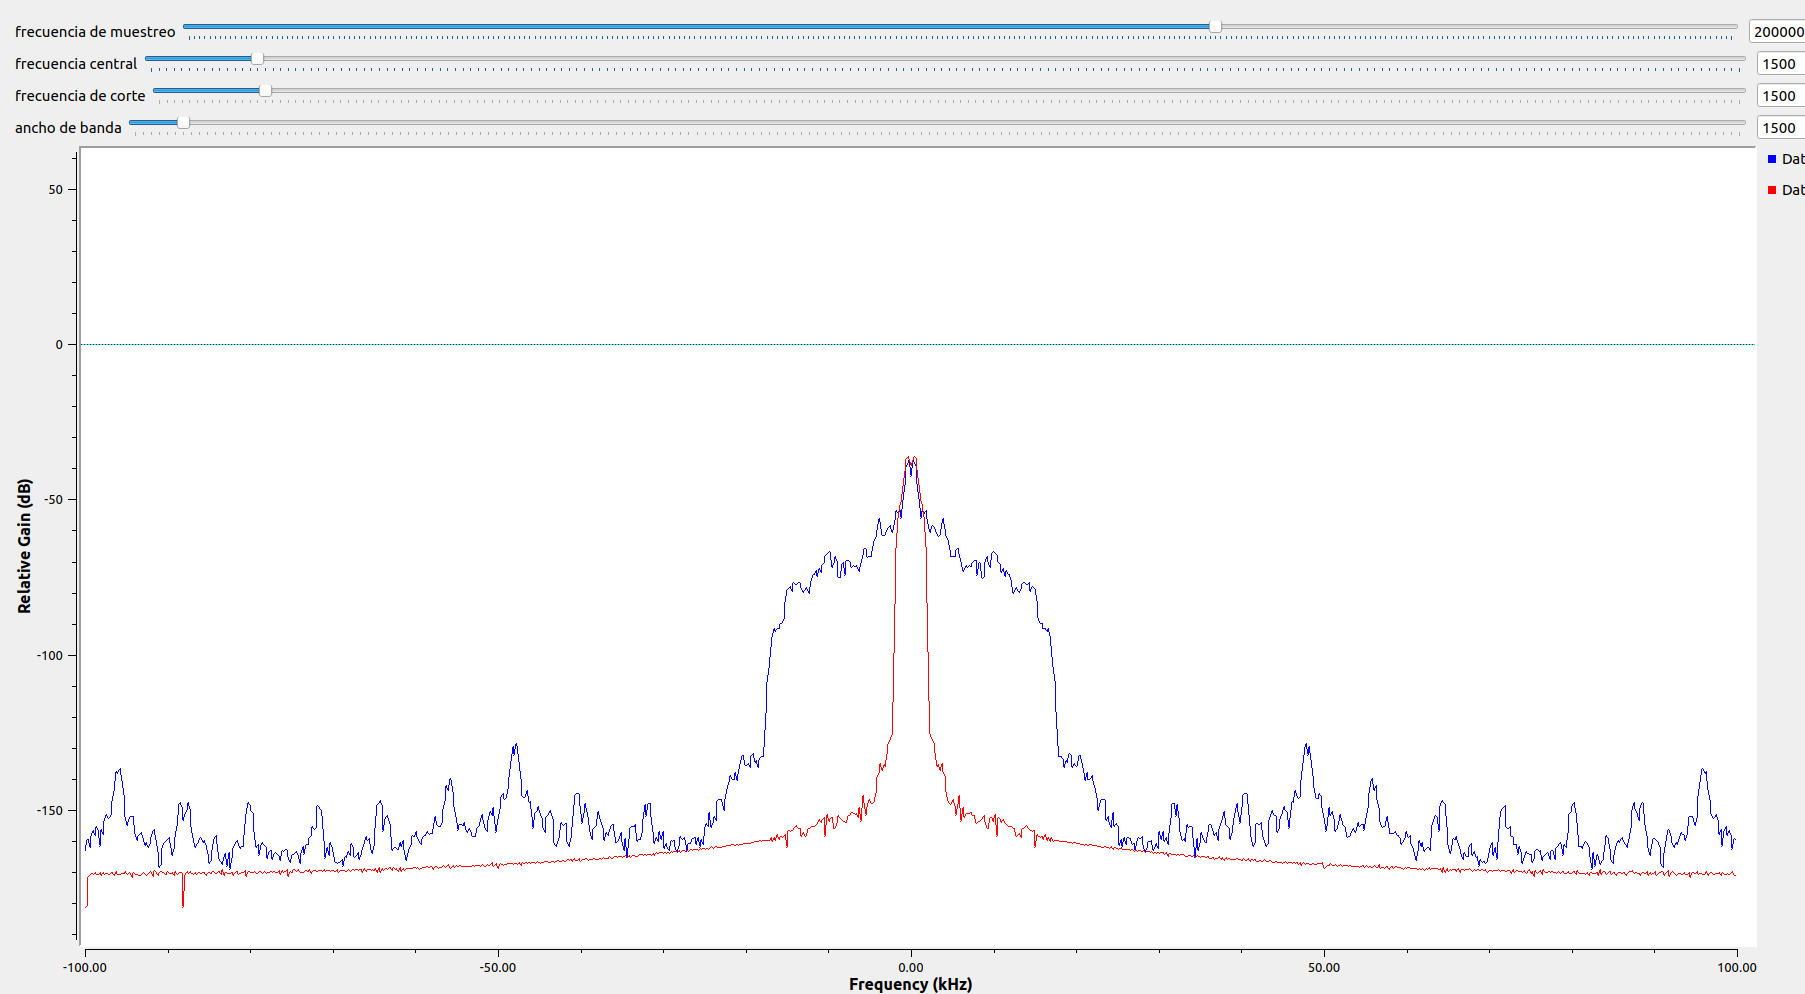 frecuencia de muestreo 200000
frecuencia central 1500
frecuencia de corte 1500
ancho de banda 1500
Dat
Dat
50
0
-50
-100
-150
Relative Gain (dB)
-100.00 -50.00 0.00 50.00 100.00
Frequency (kHz)